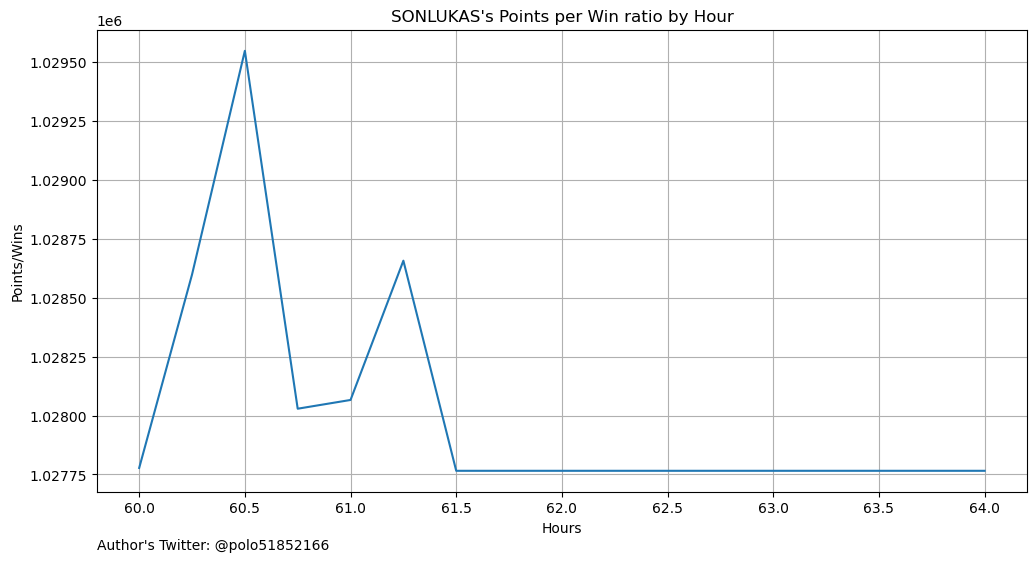 SONLUKAS's Points per Win ratio by Hour
1e6
1.02950
1.02925
1.02900
1.02875
1.02850
1.02825
1.02800
1.02775
Points/Wins
60.0 60.5 61.0 61.5 62.0 62.5 63.0 63.5 64.0
Hours
Author's Twitter: @polo51852166